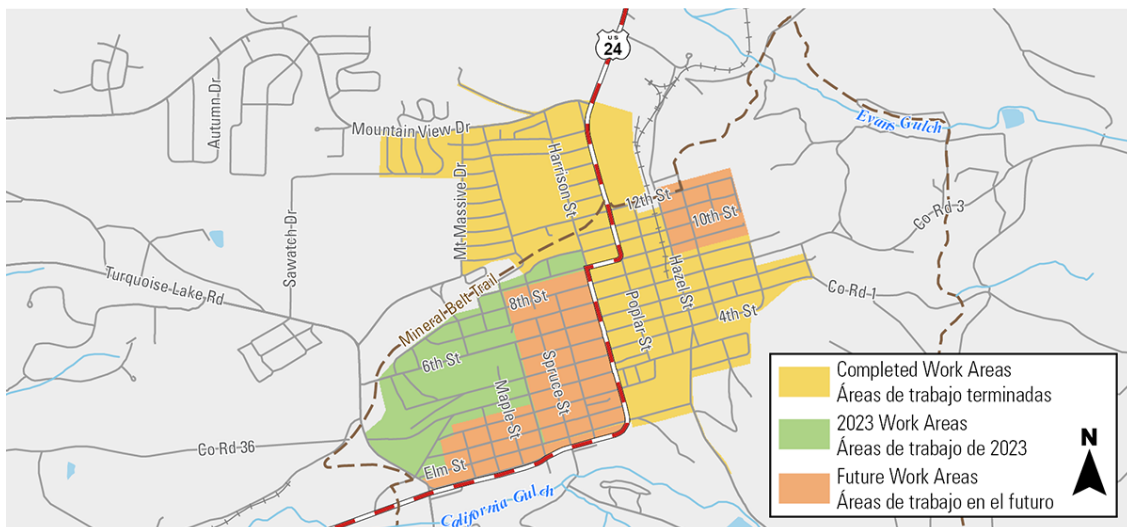 US
24
Evans Gulch
Autumn Dr
Mountain View Dr
Harrison St
Mt Massive Dr
12th St
10th St
Co Rd 3
Sawatch Dr
Turquoise Lake Rd
Mineral Belt Trail
8th St
Hazel St
Poplar St
Co Rd 1
4th St
6th St
Spruce St
Maple St
Co Rd 36
Elm St
California Gulch
Completed Work Areas
Áreas de trabajo terminadas
2023 Work Areas
Áreas de trabajo de 2023
Future Work Areas
Áreas de trabajo en el futuro
N